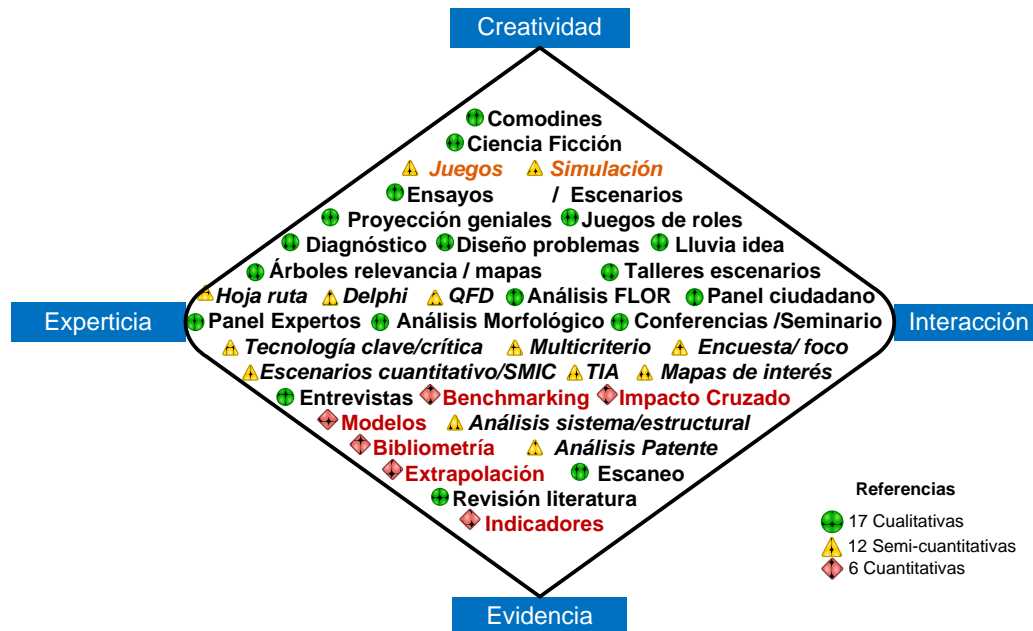 Creatividad
Comodines
Ciencia Ficción
Juegos Simulación
Ensayos / Escenarios
Proyección geniales Juegos de roles
Diagnóstico Diseño problemas Lluvia idea
Árboles relevancia / mapas Talleres escenarios
Hoja ruta Delphi QFD Análisis FLOR Panel ciudadano
Experticia
Panel Expertos Análisis Morfológico Conferencias /Seminario
Interacción
Tecnología clave/crítica Multicriterio Encuesta/ foco
Escenarios cuantitativo/SMIC TIA Mapas de interés
Entrevistas Benchmarking Impacto Cruzado
Modelos Análisis sistema/estructural
Bibliometría Análisis Patente
Extrapolación Escaneo
Revisión literatura
Indicadores
Referencias
17 Cualitativas
12 Semi-cuantitativas
6 Cuantitativas
Evidencia